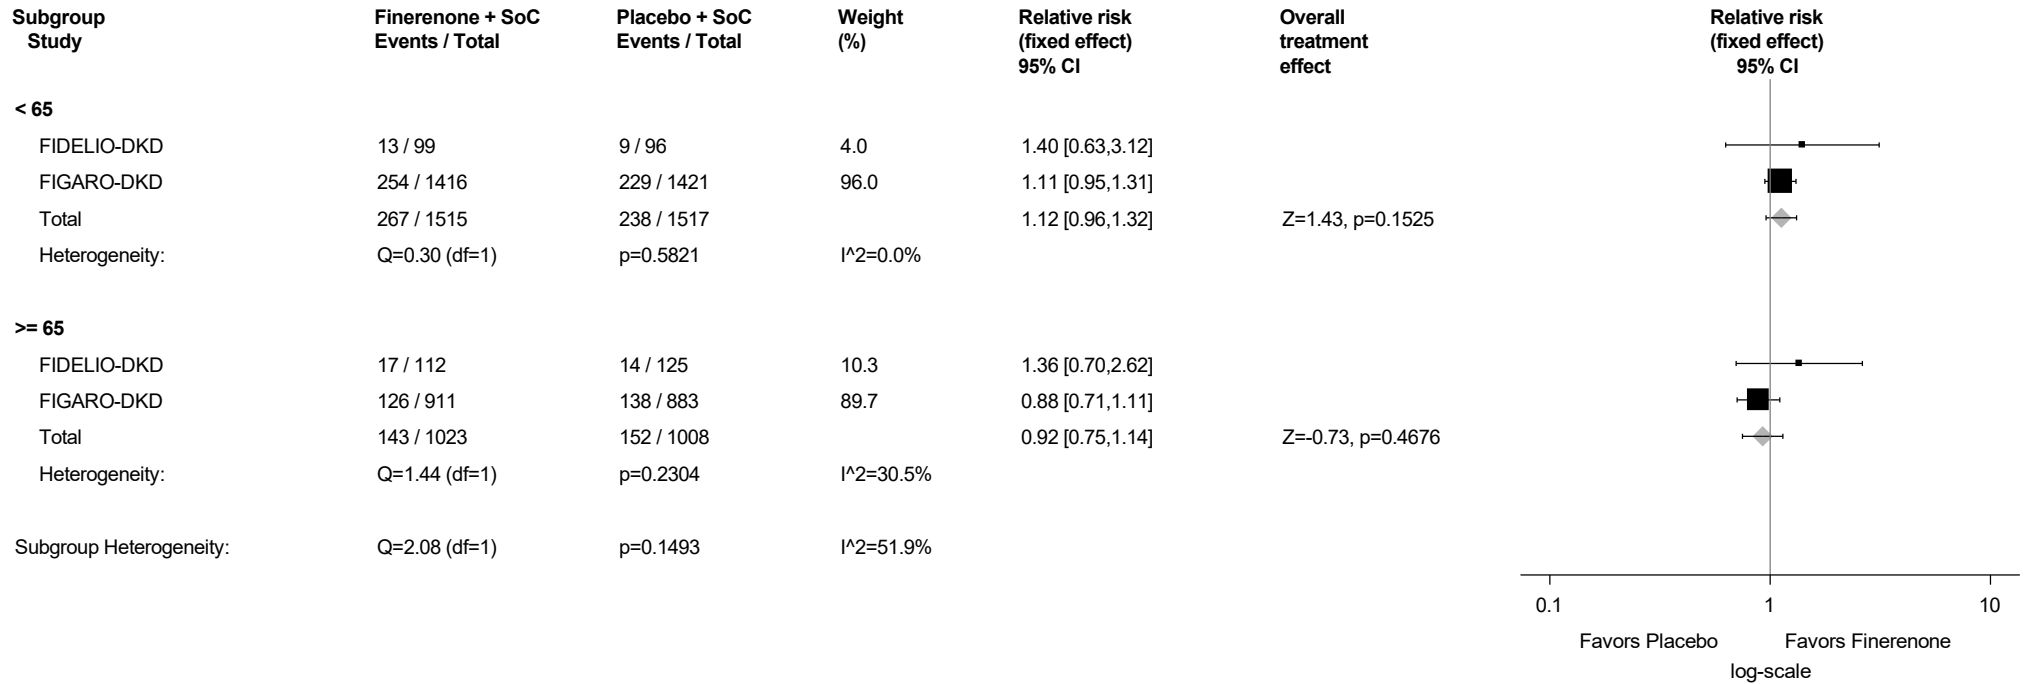 Subgroup Finerenone + SoC Placebo + SoC Weight Relative risk Overall Relative risk
Study Events / Total Events / Total (%) (fixed effect) treatment (fixed effect)
95% CI effect 95% CI
< 65
FIDELIO-DKD 13 / 99 9 / 96 4.0 1.40 [0.63,3.12]
FIGARO-DKD 254 / 1416 229 / 1421 96.0 1.11 [0.95,1.31]
Total 267 / 1515 238 / 1517 1.12 [0.96,1.32] Z=1.43, p=0.1525
Heterogeneity: Q=0.30 (df=1) p=0.5821 I^2=0.0%
>= 65
FIDELIO-DKD 17 / 112 14 / 125 10.3 1.36 [0.70,2.62]
FIGARO-DKD 126 / 911 138 / 883 89.7 0.88 [0.71,1.11]
Total 143 / 1023 152 / 1008 0.92 [0.75,1.14] Z=-0.73, p=0.4676
Heterogeneity: Q=1.44 (df=1) p=0.2304 I^2=30.5%
Subgroup Heterogeneity: Q=2.08 (df=1) p=0.1493 I^2=51.9%
0.1 1 10
Favors Placebo Favors Finerenone
log-scale